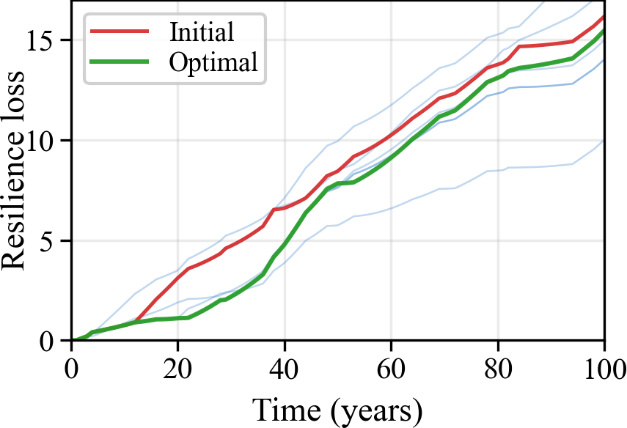 Initial
Optimal
Resilience loss
15
10
5
0
0 20 40 60 80 100
Time (years)